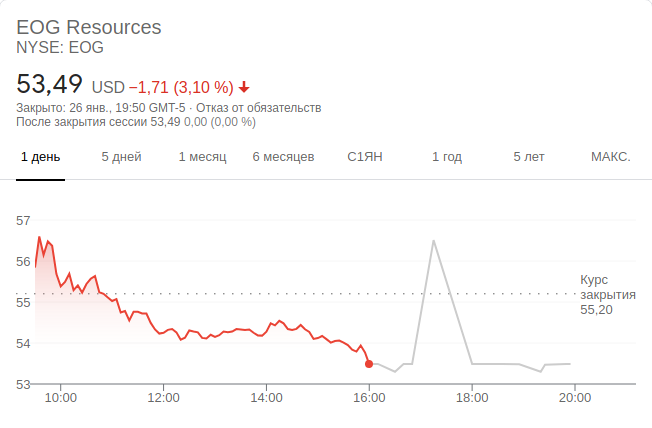 EOG Resources
NYSE: EOG
53,49 USD −1,71 (3,10 %)
Закрыто: 26 янв., 19:50 GMT-5 · Отказ от обязательств
После закрытия сессии 53,49 0,00 (0,00 %)
1 день 5 дней 1 месяц 6 месяцев С1ЯН 1 год 5 лет МАКС.
57
56
Курс
закрытия
55,20
55
54
53
10:00 12:00 14:00 16:00 18:00 20:00